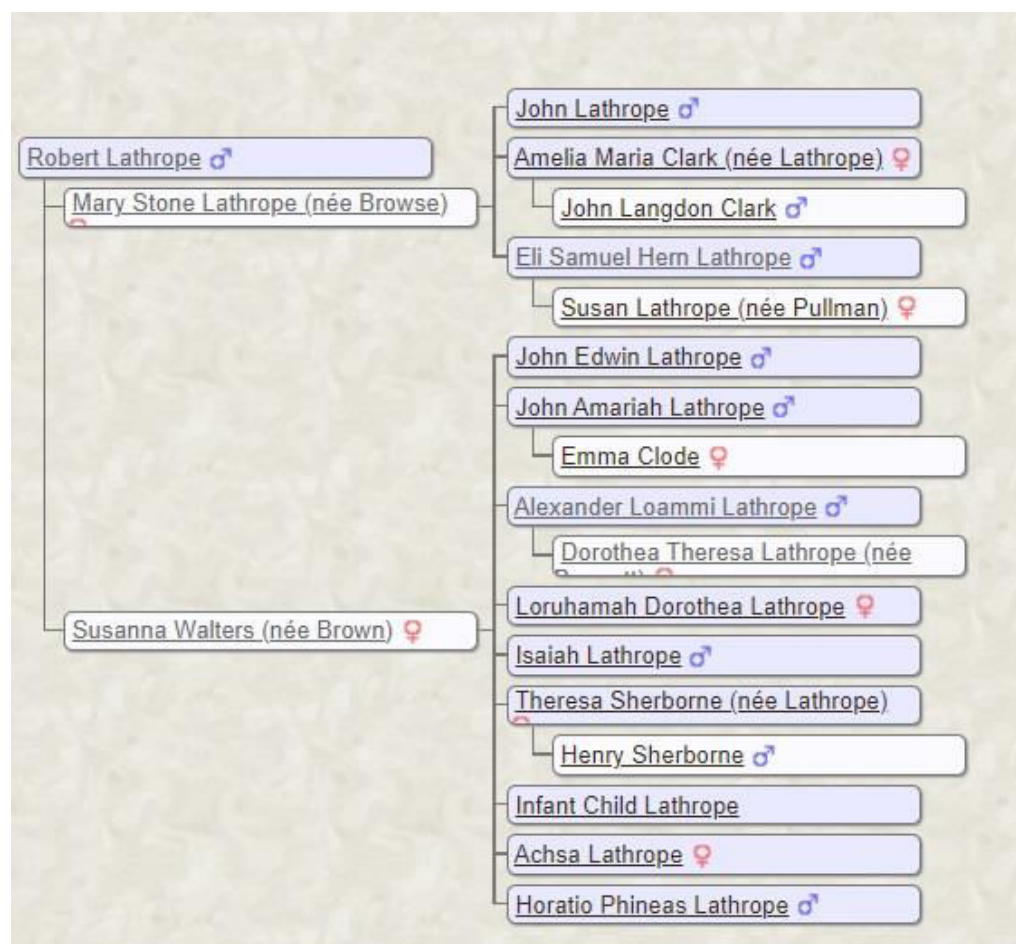 John Lathrope ♂
Robert Lathrope ♂
Amelia Maria Clark (née Lathrope) ♀
Mary Stone Lathrope (née Browse)
John Langdon Clark ♂
Eli Samuel Hern Lathrope ♂
Susan Lathrope (née Pullman) ♀
John Edwin Lathrope ♂
John Amariah Lathrope ♂
Emma Clode ♀
Alexander Loammi Lathrope ♂
Dorothea Theresa Lathrope (née
Loruhamah Dorothea Lathrope ♀
Susanna Walters (née Brown) ♀
Isaiah Lathrope ♂
Theresa Sherborne (née Lathrope)
Henry Sherborne ♂
Infant Child Lathrope
Achsa Lathrope ♀
Horatio Phineas Lathrope ♂